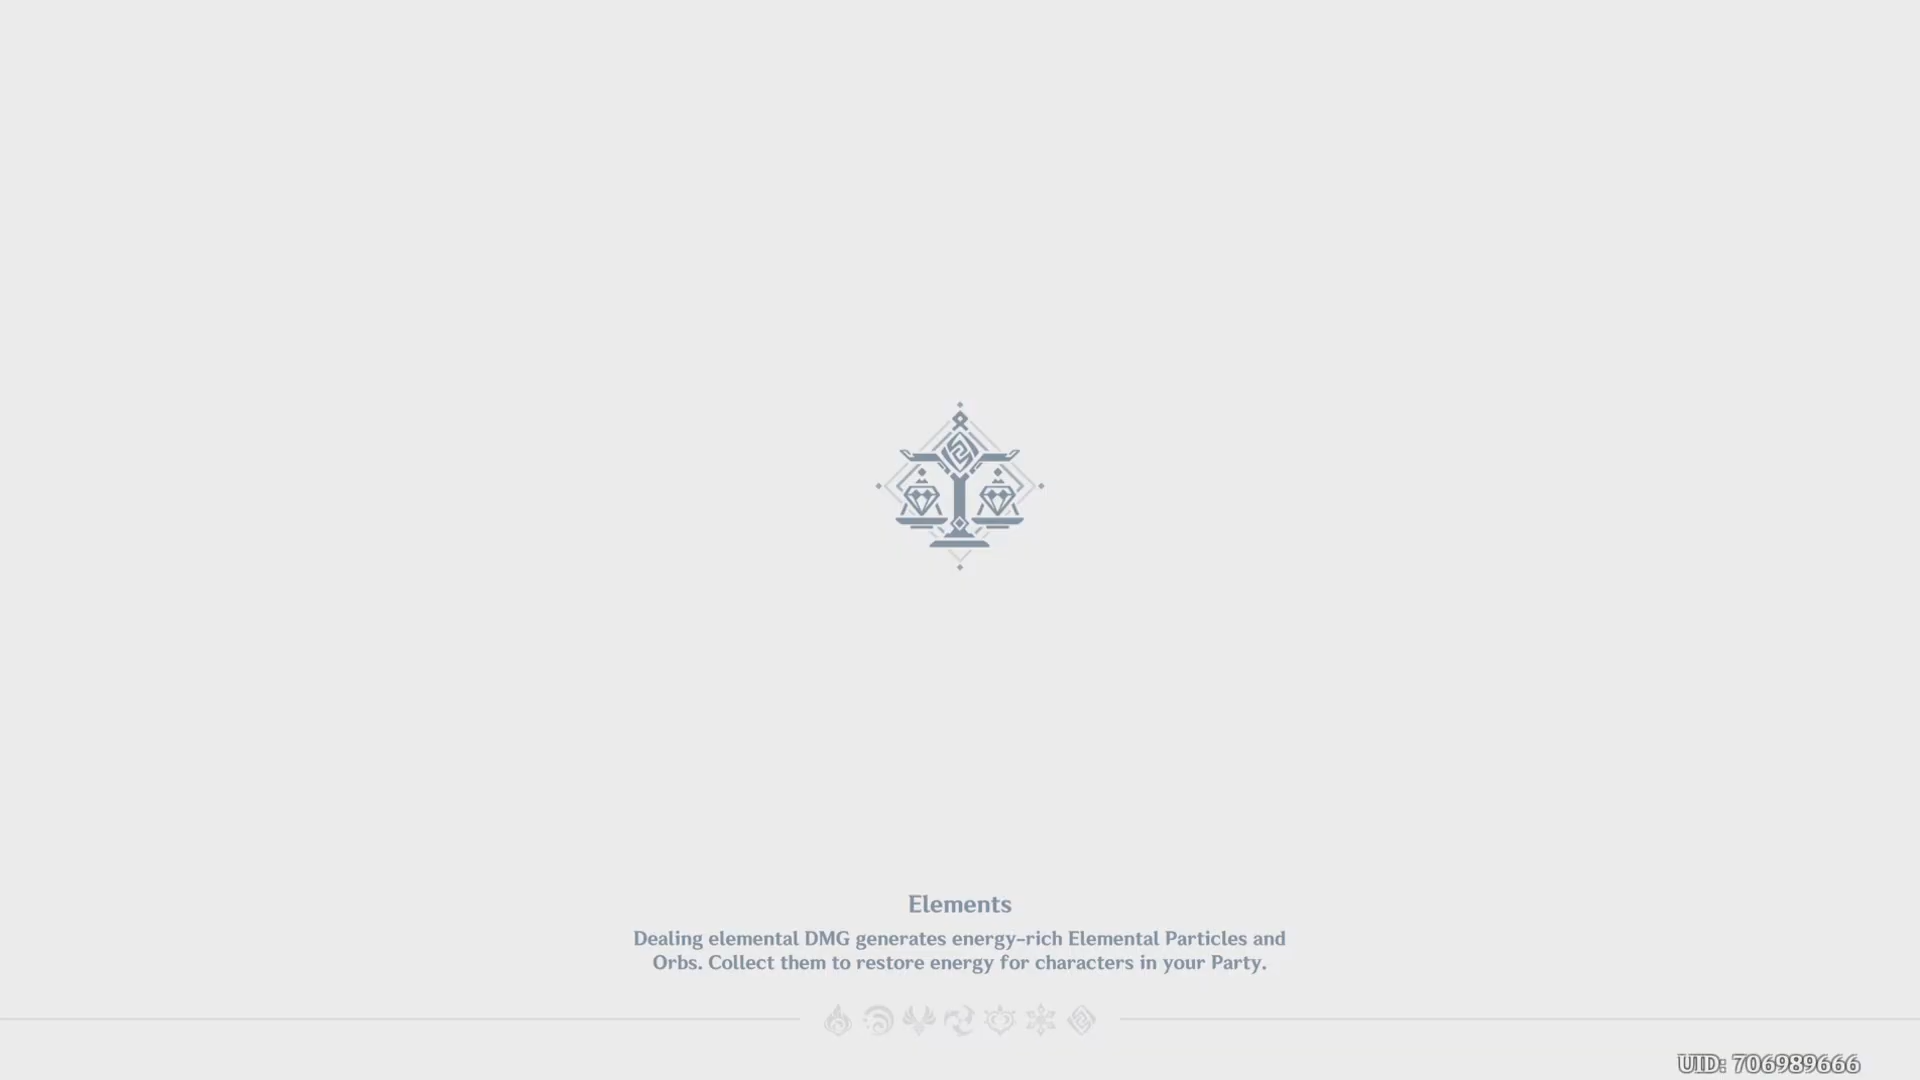 Elements
Dealing elemental DMG generates energy-rich Elemental Particles and
Orbs. Collect them to restore energy for characters in your Party.
UID: 706989666